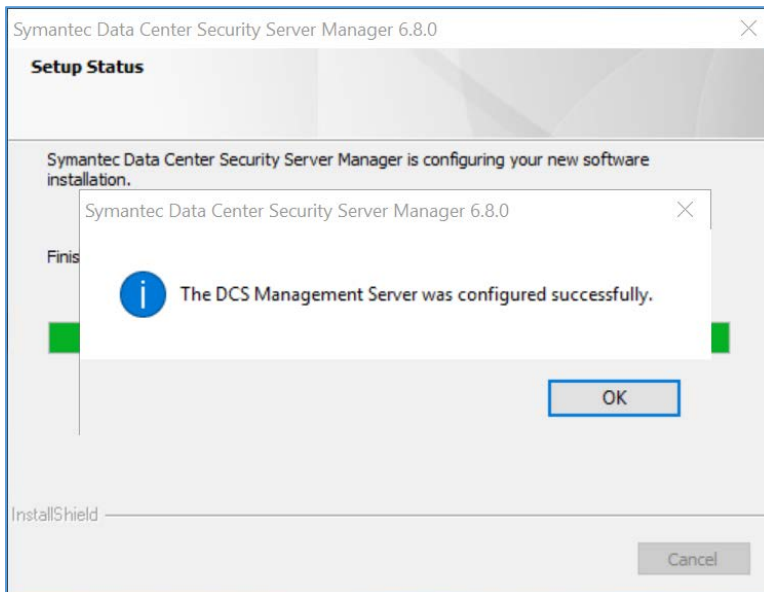 Symantec Data Center Security Server Manager 6.8.0
Setup Status
Symantec Data Center Security Server Manager is configuring your new software
installation.
Symantec Data Center Security Server Manager 6.8.0
Finis
The DCS Management Server was configured successfully.
OK
InstallShield
Cancel